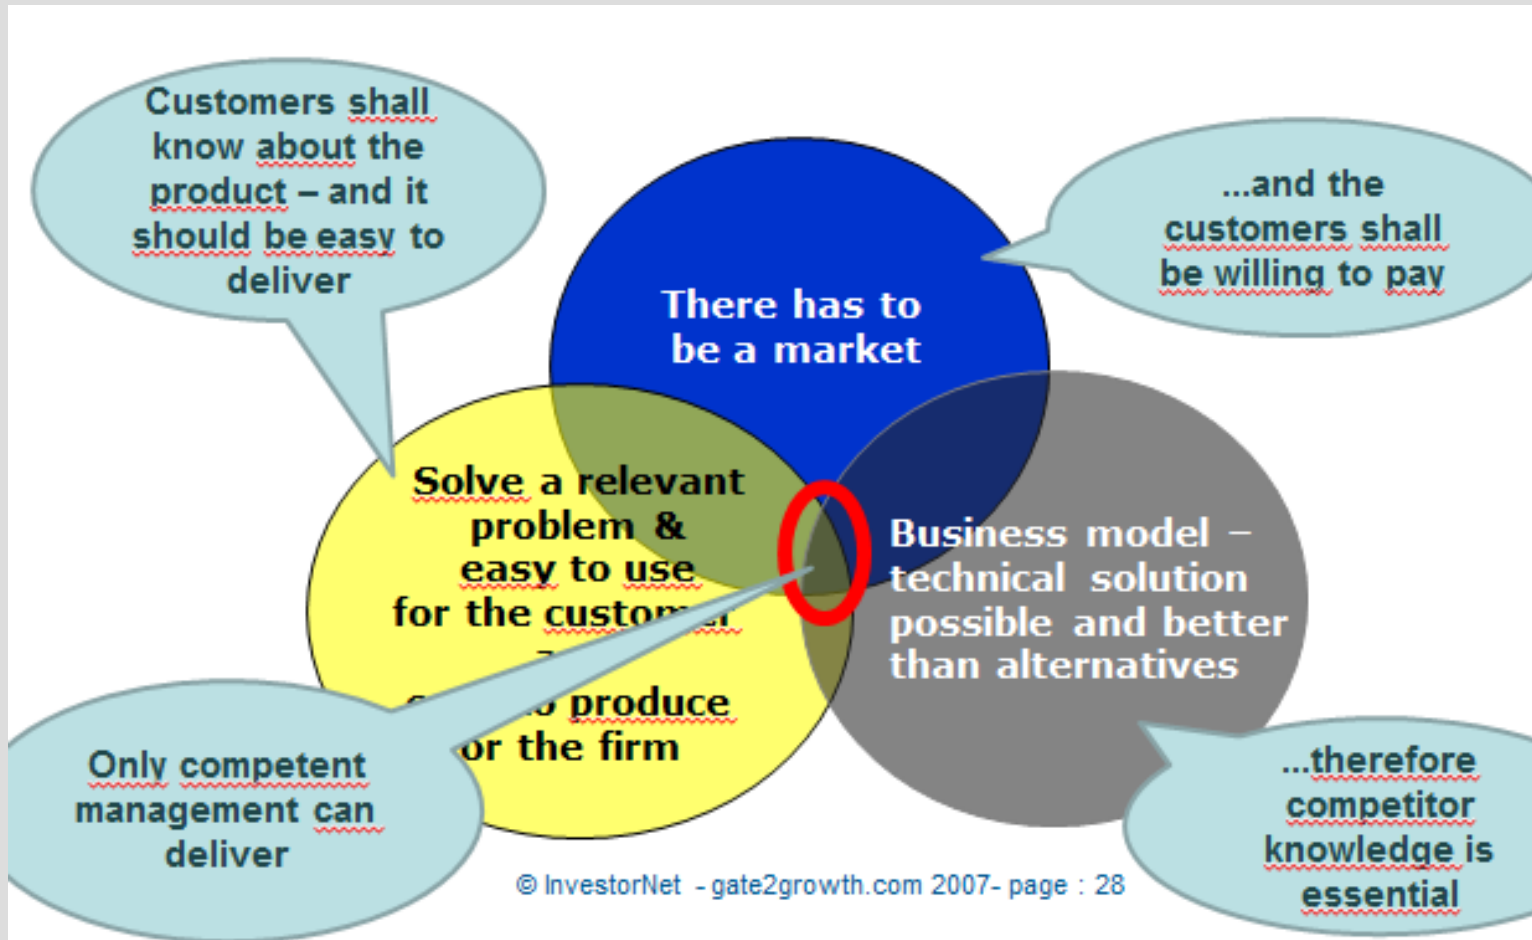 Customers shall
know about the
product – and it
should be easy to
deliver
...and the
customers shall
be willing to pay
There has to
be a market
Solve a relevant
problem &
easy to use
for the customer
produce
or the firm
Business model –
technical solution
possible and better
than alternatives
Only competent
management can
deliver
...therefore
competitor
knowledge is
essential
© InvestorNet - gate2growth.com 2007- page : 28